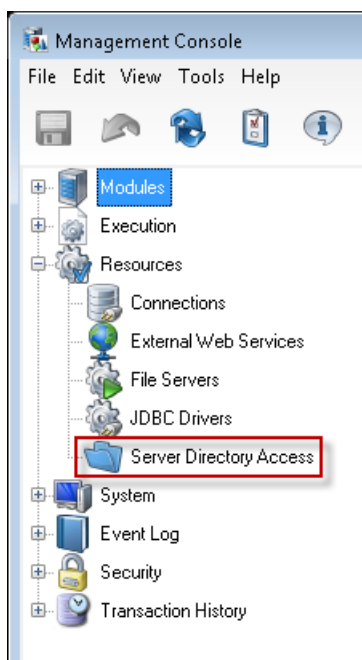 Management Console
File Edit View Tools Help
Modules
Execution
Resources
Connections
External Web Services
File Servers
JDBC Drivers
Server Directory Access
System
Event Log
Security
Transaction History